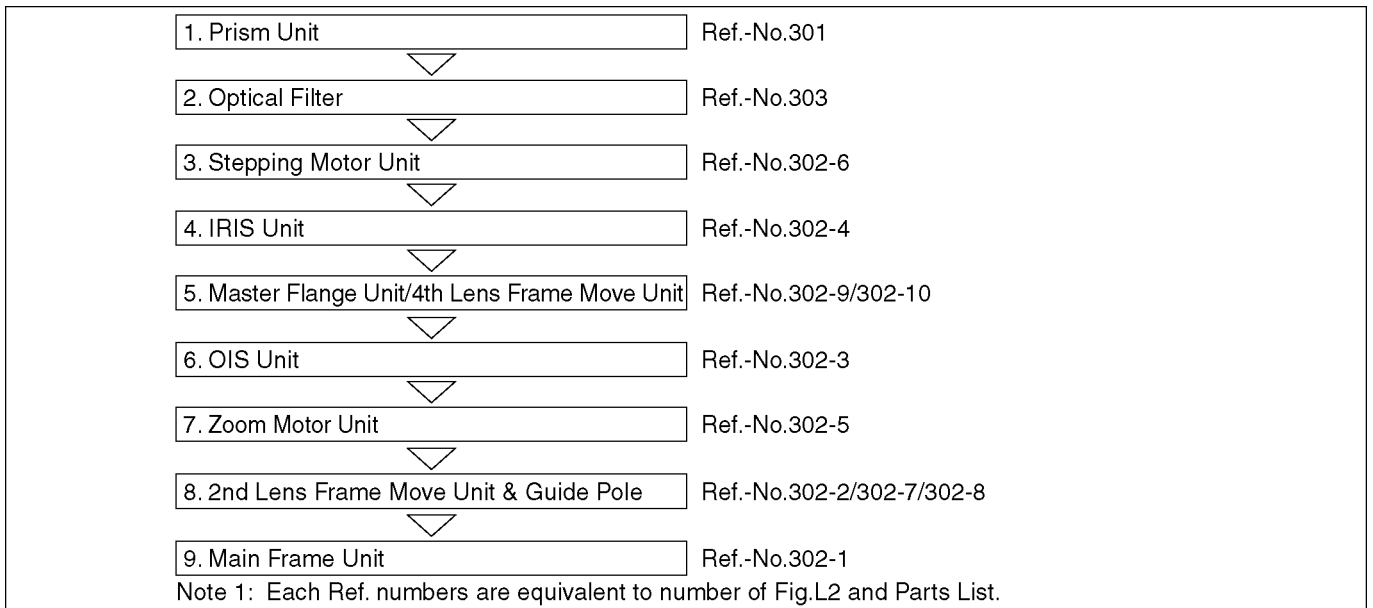 1. Prism Unit Ref.-No.301
2. Optical Filter Ref.-No.303
3. Stepping Motor Unit Ref.-No.302-6
4. IRIS Unit Ref.-No.302-4
5. Master Flange Unit/4th Lens Frame Move Unit Ref.-No.302-9/302-10
6. OIS Unit Ref.-No.302-3
7. Zoom Motor Unit Ref.-No.302-5
8. 2nd Lens Frame Move Unit & Guide Pole Ref.-No.302-2/302-7/302-8
9. Main Frame Unit Ref.-No.302-1
Note 1: Each Ref. numbers are equivalent to number of Fig.L2 and Parts List.